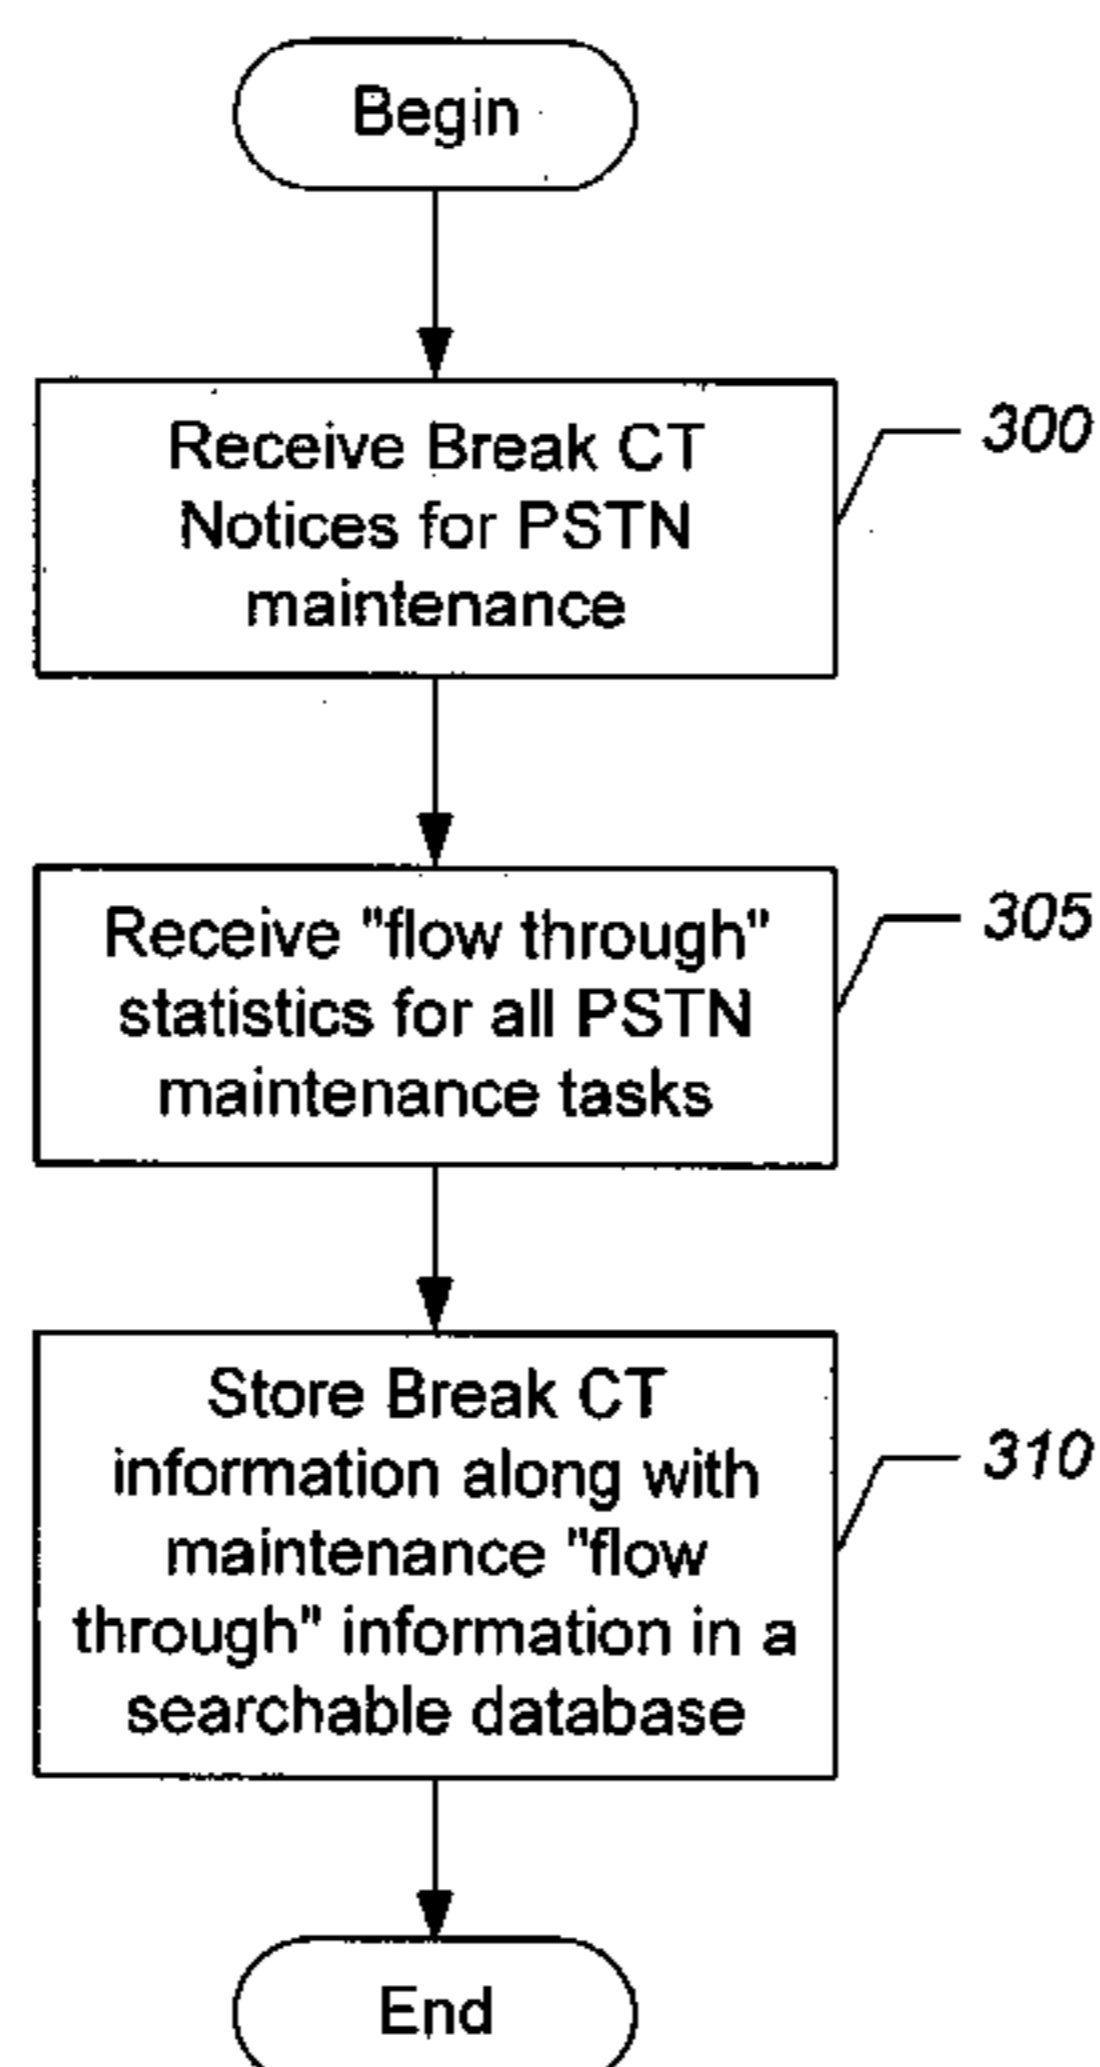 Begin
Receive Break CT
Notices for PSTN
maintenance
300
Receive "flow through"
statistics for all PSTN
maintenance tasks
305
Store Break CT
information along with
maintenance "flow
through" information in a
searchable database
310
End